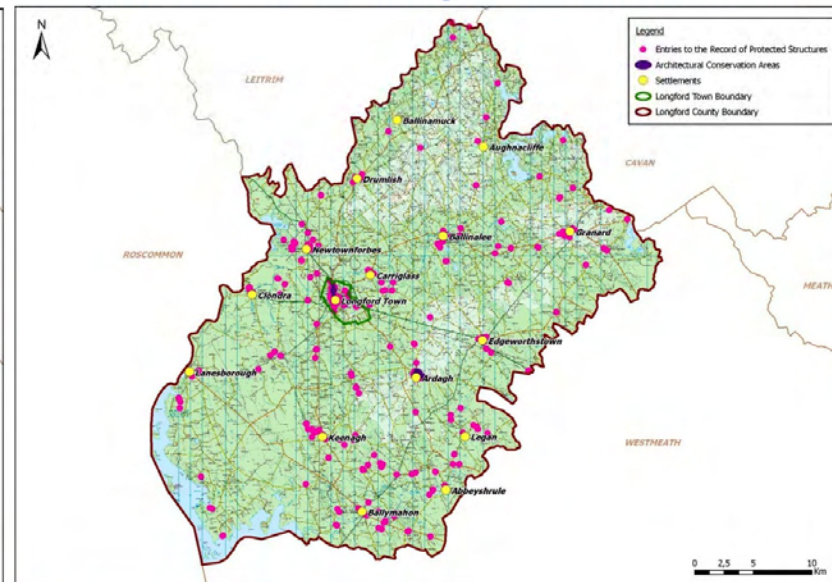 N
Legend
Entries to the Record of Protected Structures
Architectural Conservation Areas
Settlements
Longford Town Boundary
Longford County Boundary
LEITRIM
CAVAN
ROSCOMMON
MEATH
WESTMEATH
Ballinamuck
Aughnacliffe
Drumlish
Ballinalee
Granard
Newtownforbes
Carriglass
Clondra
Longford Town
Edgeworthstown
Lanesborough
Ardagh
Keenagh
Legan
Abbeyshrule
Ballymahon
0 2,5 5 10
Km